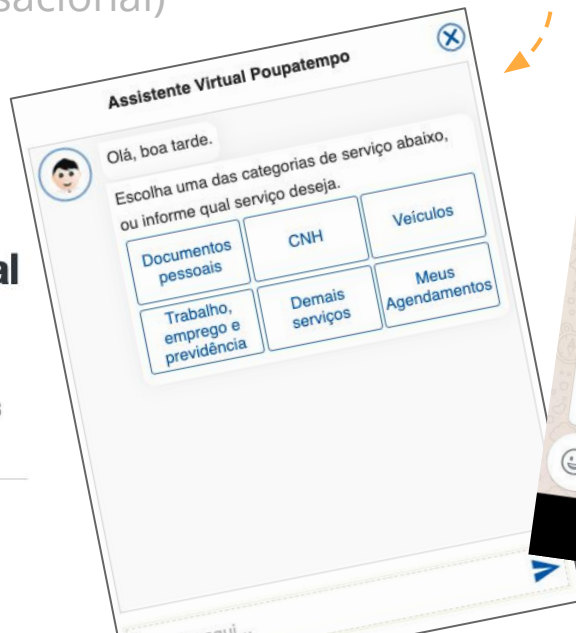 Assistente Virtual Poupatempo
Olá, boa tarde.
Escolha uma das categorias de serviço abaixo,
ou informe qual serviço deseja.
Documentos
pessoais
CNH
Veículos
Trabalho,
emprego e
previdência
Demais
serviços
Meus
Agendamentos